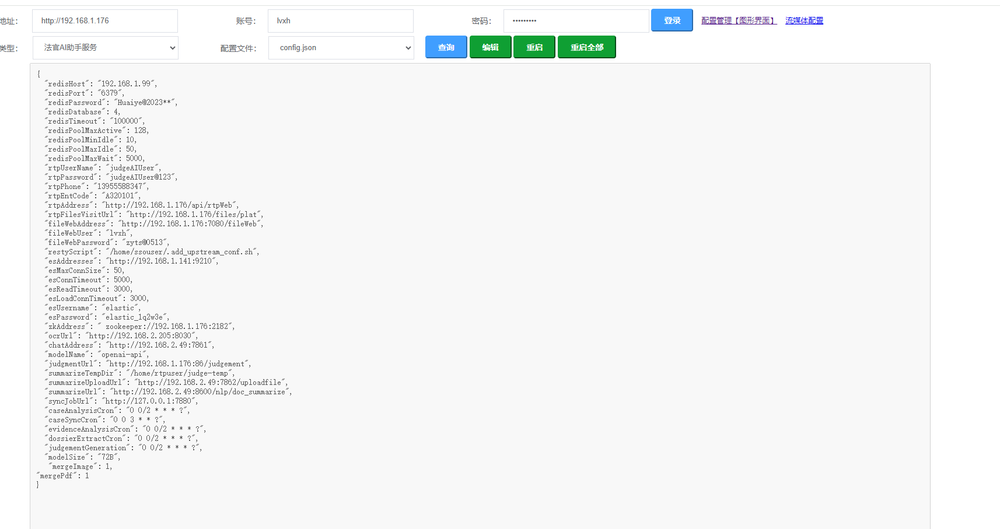 地址： http://192.168.1.176 账号： lvxh 密码： ••••••••• 登录 配置管理【图形界面】 流媒体配置
类型： 法官AI助手服务 配置文件： config.json 查询 编辑 重启 重启全部
{
  "redisHost": "192.168.1.99",
  "redisPort": "6379",
  "redisPassword": "Huaiye@2023**",
  "redisDatabase": 4,
  "redisTimeout": "100000",
  "redisPoolMaxActive": 128,
  "redisPoolMinIdle": 10,
  "redisPoolMaxIdle": 50,
  "redisPoolMaxWait": 5000,
  "rtpUserName": "judgeAIUser",
  "rtpPassword": "judgeAIUser@123",
  "rtpPhone": "13955588347",
  "rtpEntCode": "A320101",
  "rtpAddress": "http://192.168.1.176/api/rtpWeb",
  "rtpFilesVisitUrl": "http://192.168.1.176/files/plat",
  "fileWebAddress": "http://192.168.1.176:7080/fileWeb",
  "fileWebUser": "lvxh",
  "fileWebPassword": "zyts@0513",
  "restyScript": "/home/ssouser/.add_upstream_conf.sh",
  "esAddresses": "http://192.168.1.141:9210",
  "esMaxConnSize": 50,
  "esConnTimeout": 5000,
  "esReadTimeout": 3000,
  "esLoadConnTimeout": 3000,
  "esUsername": "elastic",
  "esPassword": "elastic_1q2w3e",
  "zkAddress": " zookeeper://192.168.1.176:2182",
  "ocrUrl": "http://192.168.2.205:8030",
  "chatAddress": "http://192.168.2.49:7861",
  "modelName": "openai-api",
  "judgmentUrl": "http://192.168.1.176:86/judgement",
  "summarizeTempDir": "/home/rtpuser/judge-temp",
  "summarizeUploadUrl": "http://192.168.2.49:7862/uploadfile",
  "summarizeUrl": "http://192.168.2.49:8600/nlp/doc_summarize",
  "syncJobUrl": "http://127.0.0.1:7880",
  "caseAnalysisCron": "0 0/2 * * * ?",
  "caseSyncCron": "0 0 3 * * ?",
  "evidenceAnalysisCron": "0 0/2 * * * ?",
  "dossierExtractCron": "0 0/2 * * * ?",
  "judgementGeneration": "0 0/2 * * * ?",
  "modelSize": "72B",
   "mergeImage": 1,
"mergePdf": 1
}